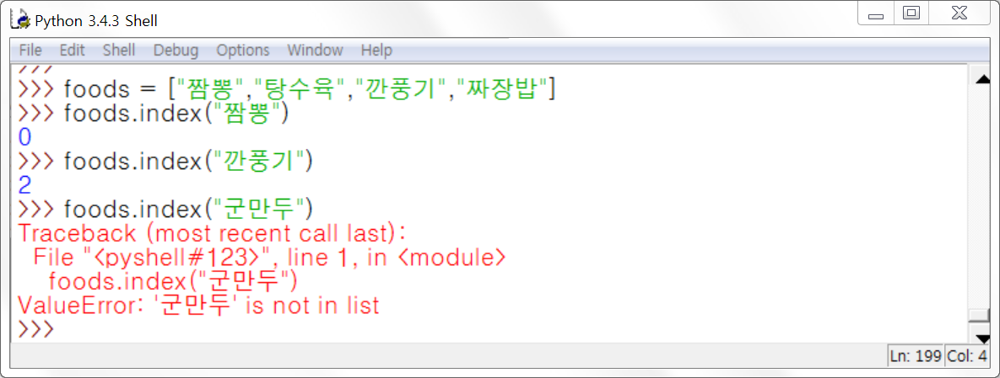 Python 3.4.3 Shell
File Edit Shell Debug Options Window Help
>>>
>>> foods = ["짬뽕","탕수육","깐풍기","짜장밥"]
>>> foods.index("짬뽕")
0
>>> foods.index("깐풍기")
2
>>> foods.index("군만두")
Traceback (most recent call last):
  File "<pyshell#123>", line 1, in <module>
    foods.index("군만두")
ValueError: '군만두' is not in list
>>>
Ln: 199 Col: 4